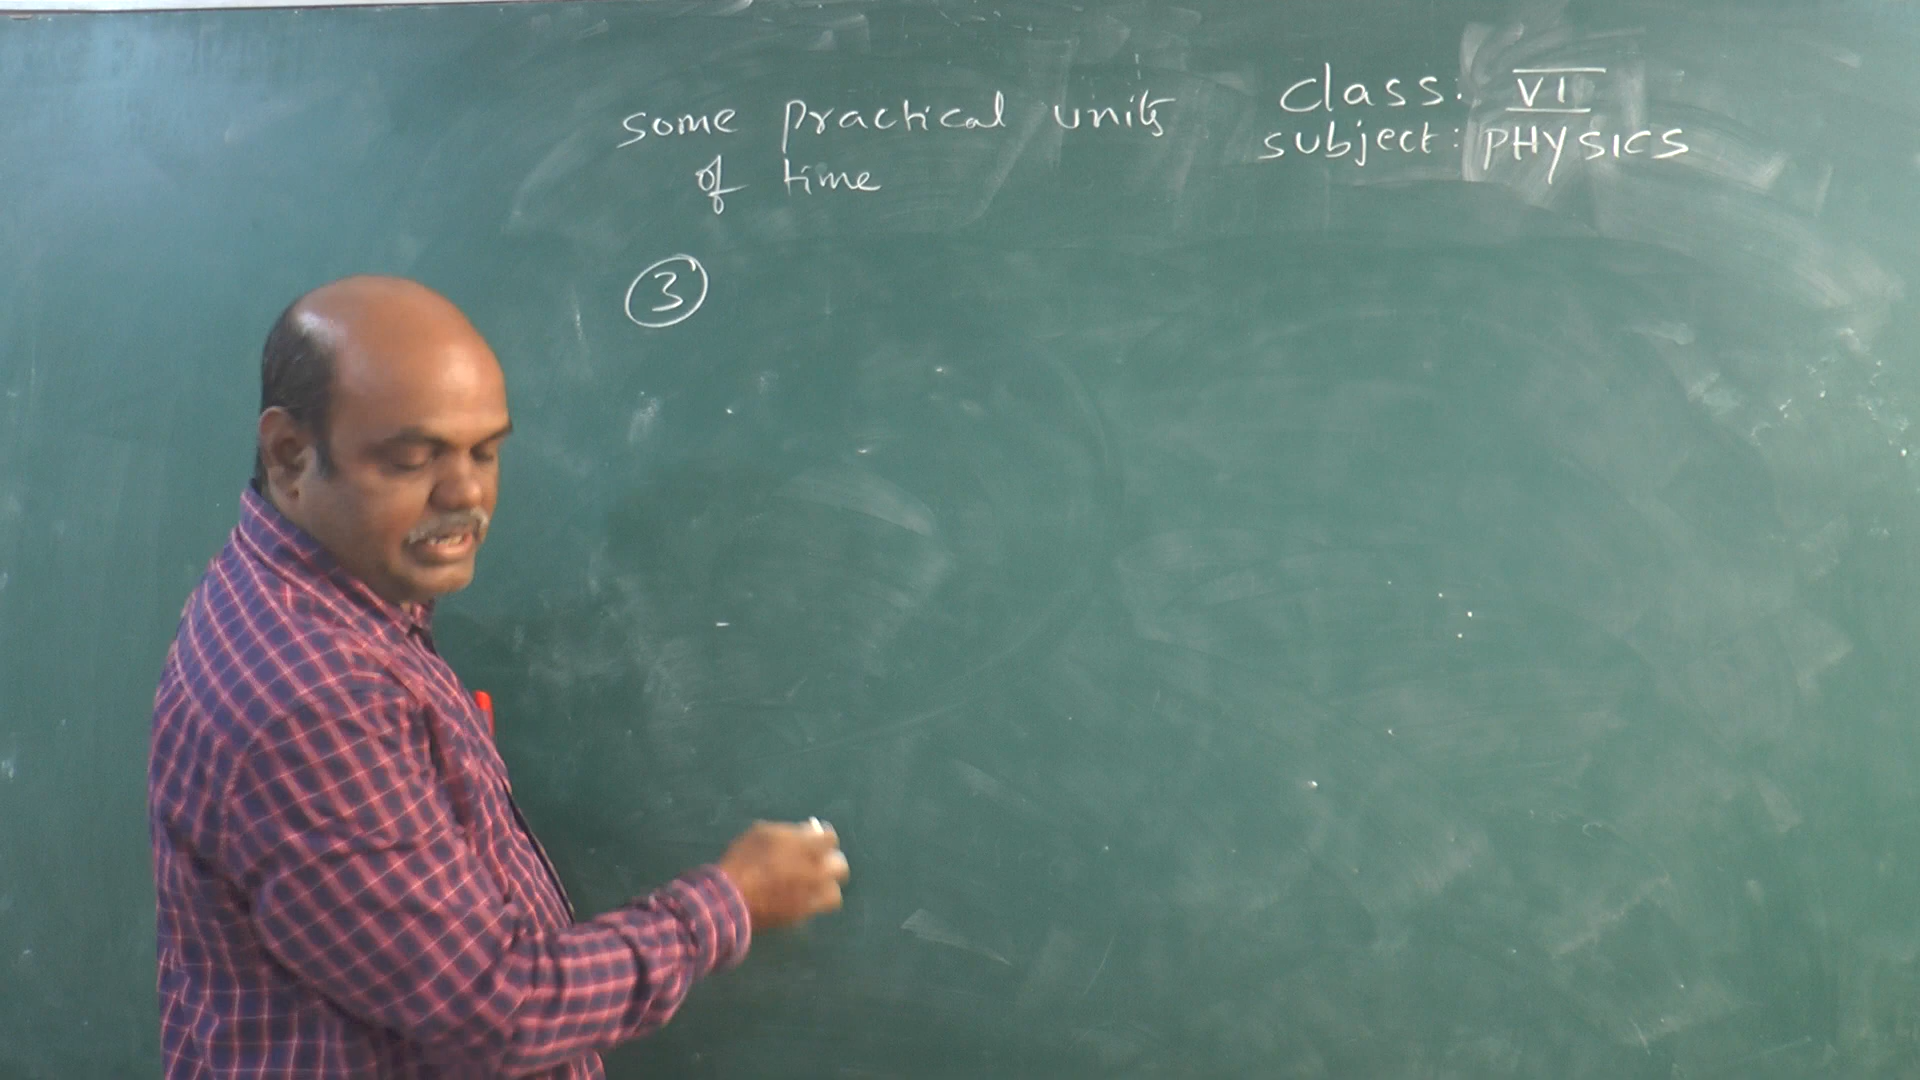 some practical units
of time
class: VI
subject: PHYSICS
3